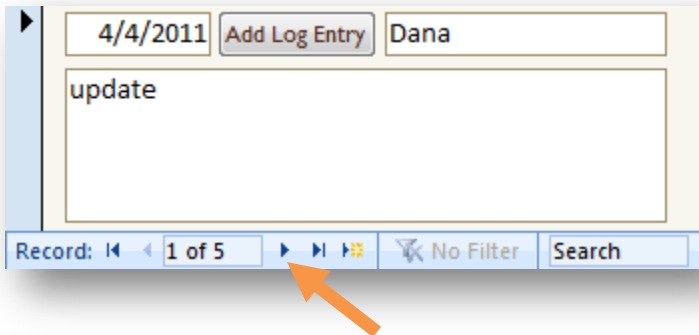 4/4/2011 Add Log Entry Dana
update
Record: 1 of 5 No Filter Search